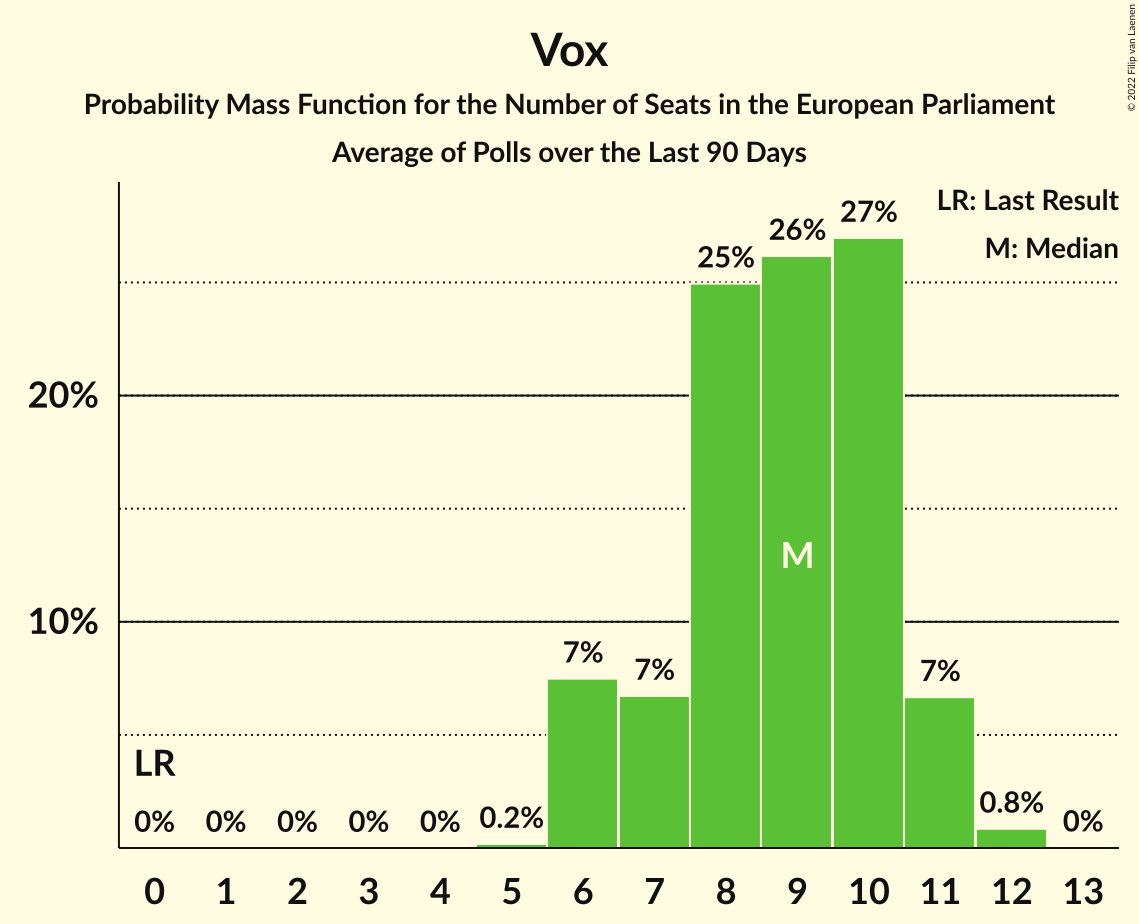 Vox
Probability Mass Function for the Number of Seats in the European Parliament
Average of Polls over the Last 90 Days
© 2022 Filip van Laenen
LR: Last Result
M: Median
20%
10%
0% 0% 0% 0% 0% 0.2% 7% 7% 25% 26% 27% 7% 0.8% 0%
LR
M
0 1 2 3 4 5 6 7 8 9 10 11 12 13